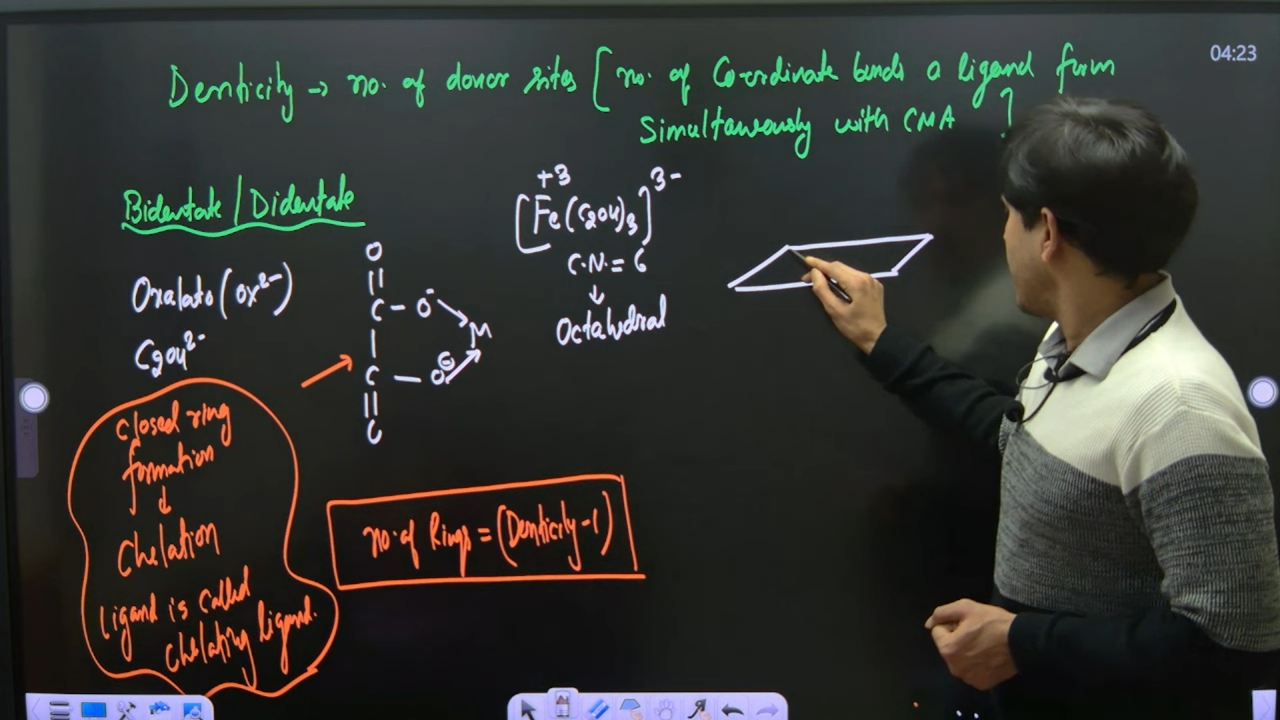 04:23
Denticity → no. of donor sites [no. of Co-ordinate bonds a ligand form
Simultaneously with CMA]
Bidentate/Didentate
Oxalato (ox²⁻)
C₂O₄²⁻
O
||
C - O⁻
|
C - O⊖
||
O
M
+3
[Fe(C₂O₄)₃]³⁻
C.N. = 6
↓
Octahedral
closed ring
formation
↓
Chelation
Ligand is called
chelating ligand.
no. of Rings = (Denticity-1)